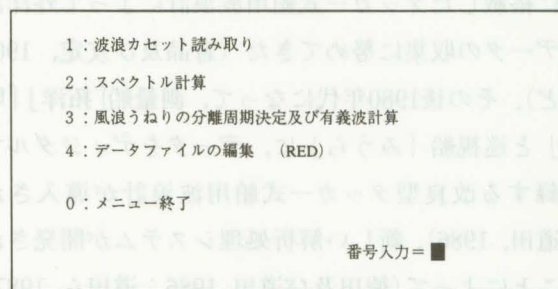 1：波浪カセット読み取り
2：スペクトル計算
3：風浪うねりの分離周期決定及び有義波計算
4：データファイルの編集　(RED)
0：メニュー終了
番号入力＝■